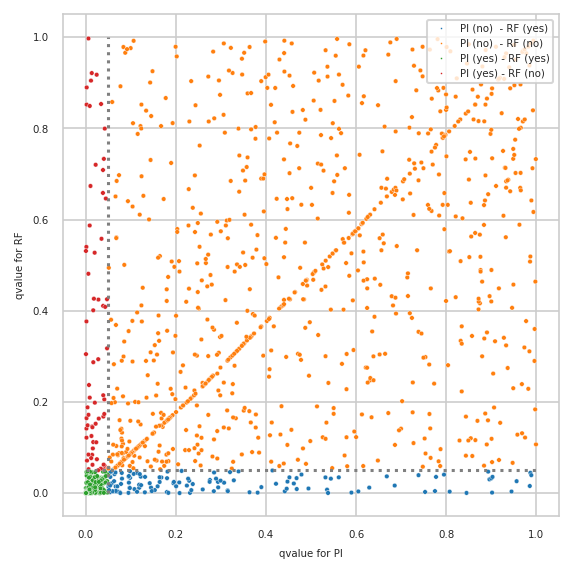 1.0
0.8
0.6
0.4
0.2
0.0
qvalue for RF
PI (no)  - RF (yes)
PI (no)  - RF (no)
PI (yes) - RF (yes)
PI (yes) - RF (no)
0.0
0.2
0.4
0.6
0.8
1.0
qvalue for PI